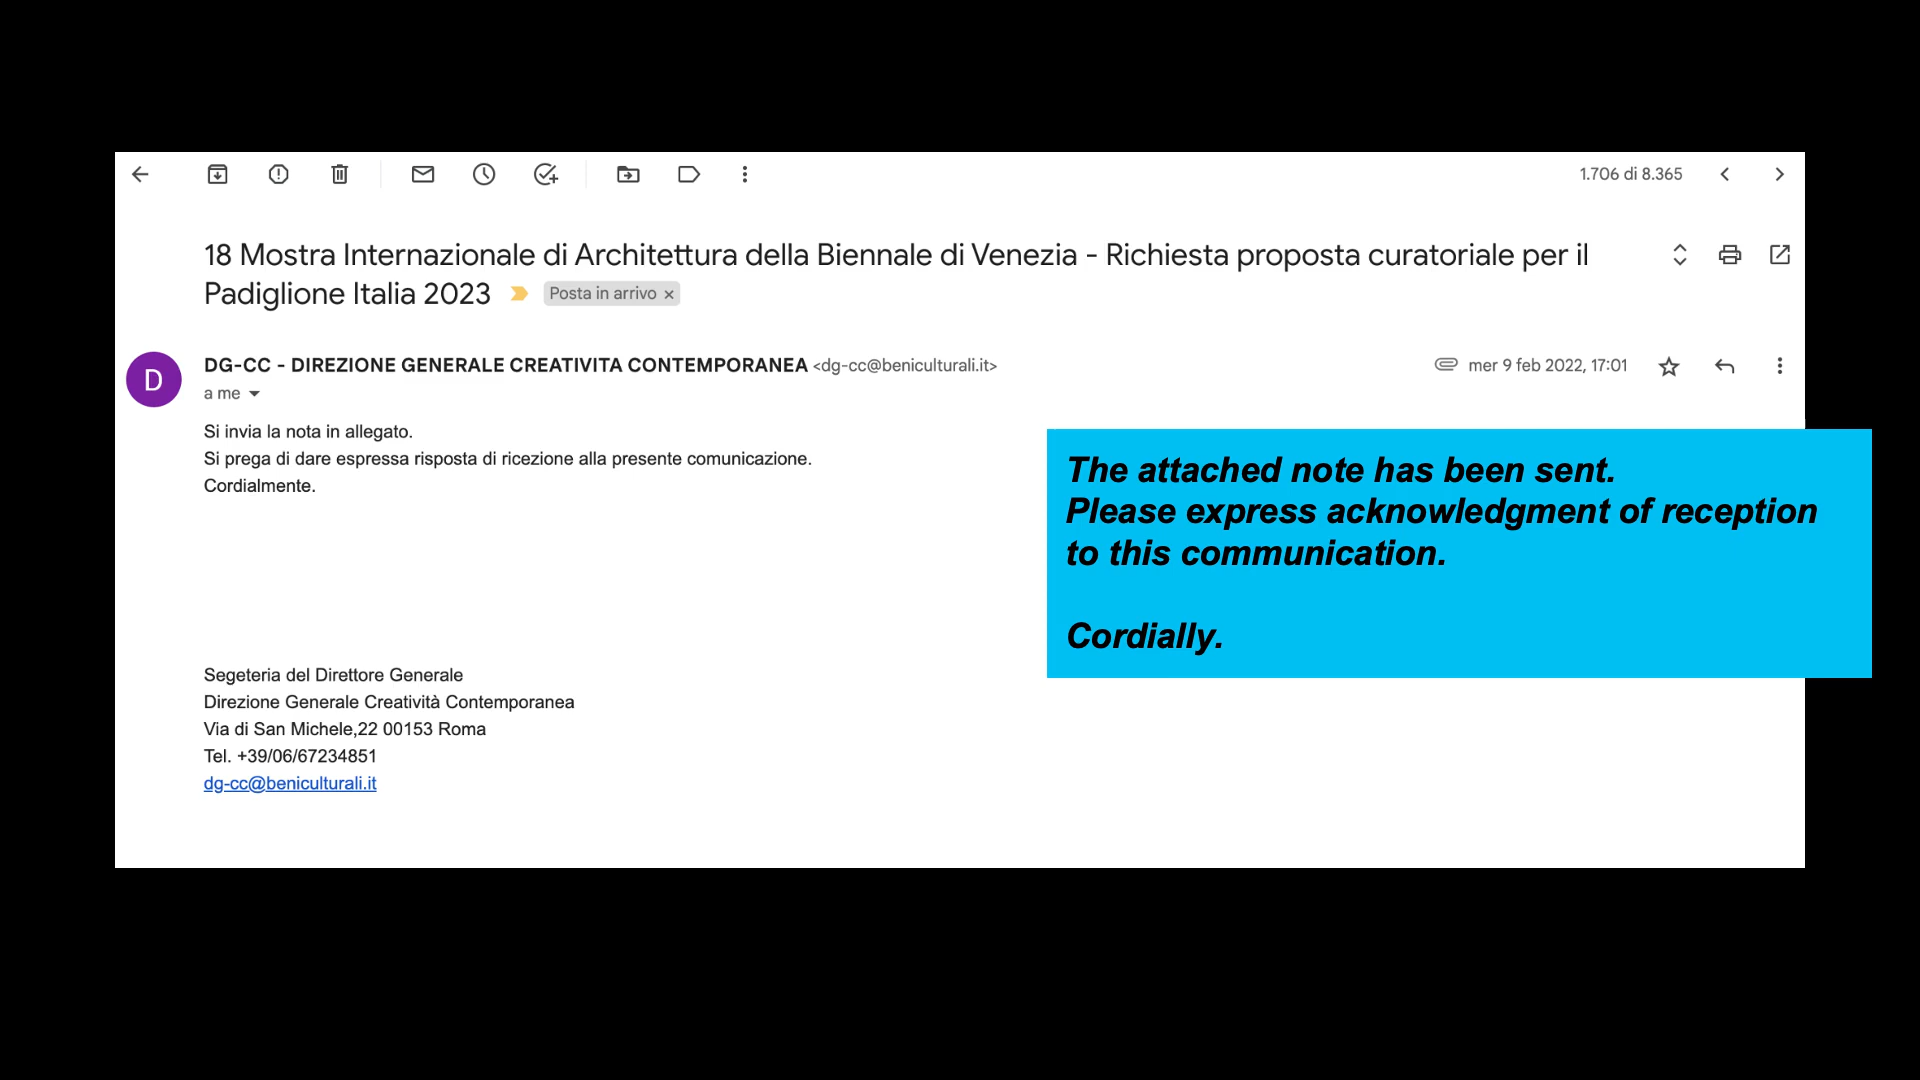 1.706 di 8.365
18 Mostra Internazionale di Architettura della Biennale di Venezia - Richiesta proposta curatoriale per il
Padiglione Italia 2023 Posta in arrivo x
D
DG-CC - DIREZIONE GENERALE CREATIVITA CONTEMPORANEA <dg-cc@beniculturali.it> mer 9 feb 2022, 17:01
a me
Si invia la nota in allegato.
Si prega di dare espressa risposta di ricezione alla presente comunicazione.
Cordialmente.
The attached note has been sent.
Please express acknowledgment of reception
to this communication.
Cordially.
Segeteria del Direttore Generale
Direzione Generale Creatività Contemporanea
Via di San Michele,22 00153 Roma
Tel. +39/06/67234851
dg-cc@beniculturali.it